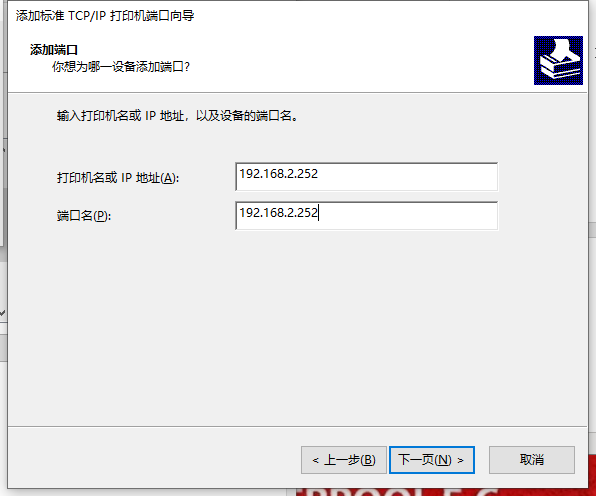 添加标准 TCP/IP 打印机端口向导
添加端口
你想为哪一设备添加端口?
输入打印机名或 IP 地址，以及设备的端口名。
打印机名或 IP 地址(A):
192.168.2.252
端口名(P):
192.168.2.252
< 上一步(B)
下一页(N) >
取消